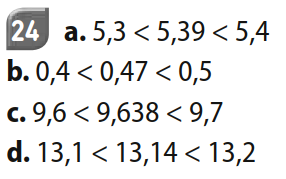 24 a. 5,3 < 5,39 < 5,4
b. 0,4 < 0,47 < 0,5
c. 9,6 < 9,638 < 9,7
d. 13,1 < 13,14 < 13,2